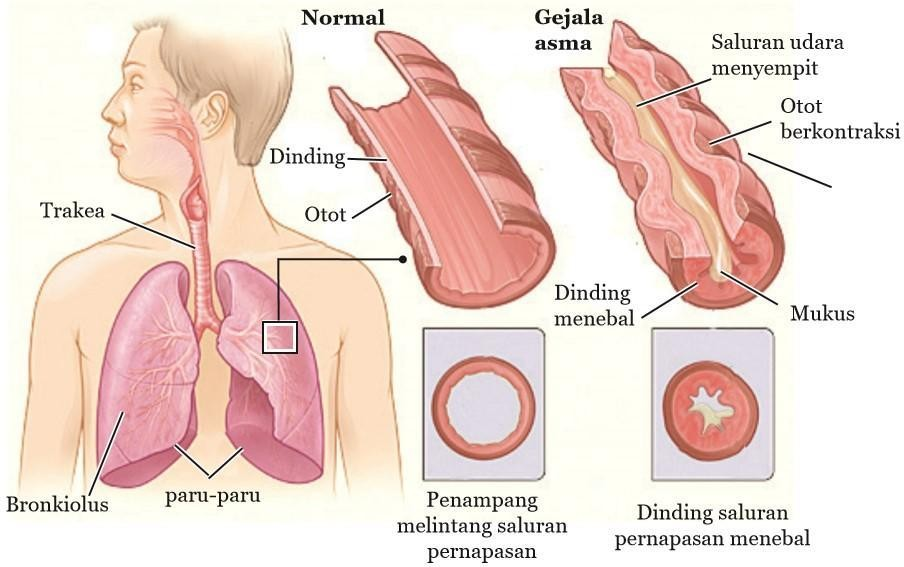 Normal
Gejala
asma
Saluran udara
menyempit
Otot
berkontraksi
Dinding
Otot
Trakea
Dinding
menebal
Mukus
Bronkiolus
paru-paru
Penampang
melintang saluran
pernapasan
Dinding saluran
pernapasan menebal